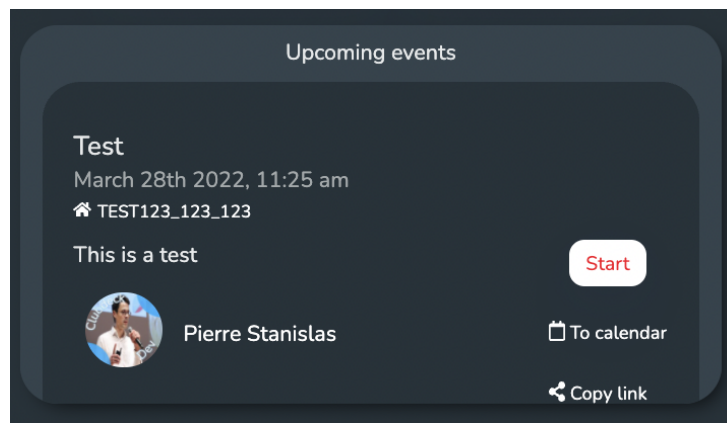 Upcoming events
Test
March 28th 2022, 11:25 am
TEST123_123_123
This is a test
Start
Pierre Stanislas
To calendar
Copy link